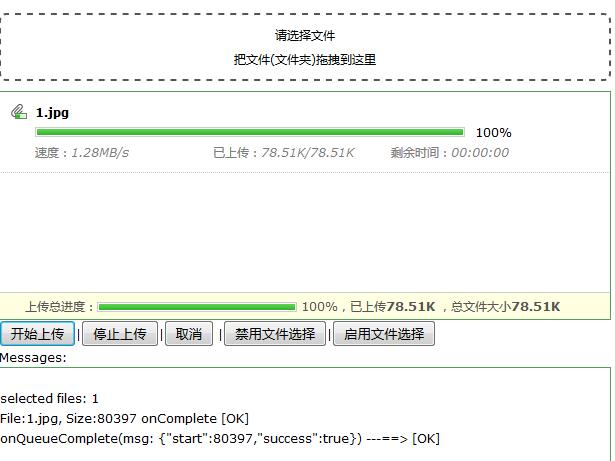 请选择文件
把文件(文件夹)拖拽到这里
1.jpg
100%
速度：1.28MB/s 已上传：78.51K/78.51K 剩余时间：00:00:00
上传总进度： 100%，已上传78.51K ，总文件大小78.51K
开始上传 | 停止上传 | 取消 | 禁用文件选择 | 启用文件选择
Messages:
selected files: 1
File:1.jpg, Size:80397 onComplete [OK]
onQueueComplete(msg: {"start":80397,"success":true}) ---==> [OK]